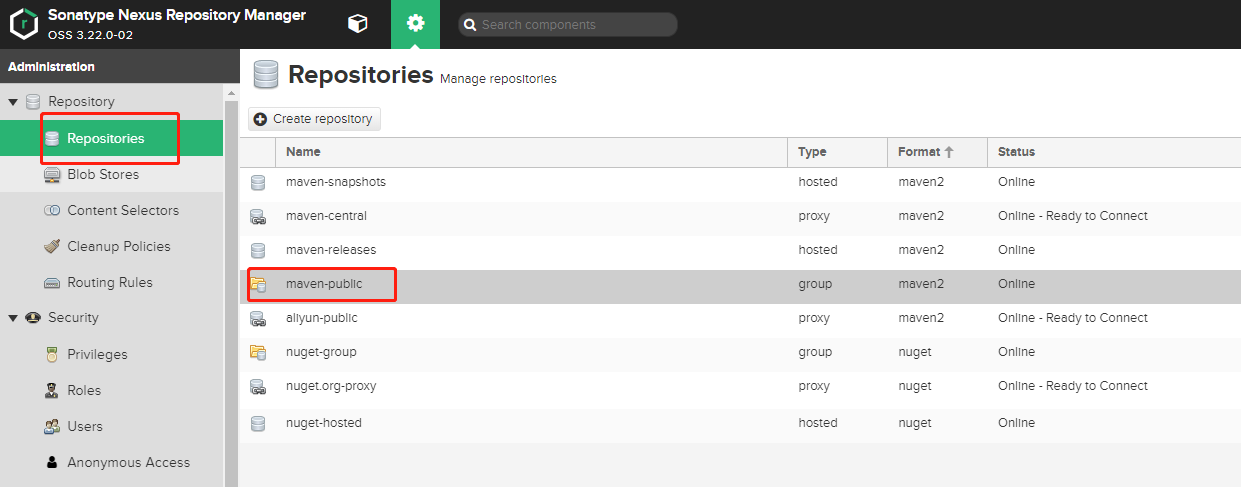 Sonatype Nexus Repository Manager
OSS 3.22.0-02
Search components
Administration
Repository
Repositories
Blob Stores
Content Selectors
Cleanup Policies
Routing Rules
Security
Privileges
Roles
Users
Anonymous Access
Repositories Manage repositories
Create repository
Name Type Format Status
maven-snapshots hosted maven2 Online
maven-central proxy maven2 Online - Ready to Connect
maven-releases hosted maven2 Online
maven-public group maven2 Online
aliyun-public proxy maven2 Online - Ready to Connect
nuget-group group nuget Online
nuget.org-proxy proxy nuget Online - Ready to Connect
nuget-hosted hosted nuget Online